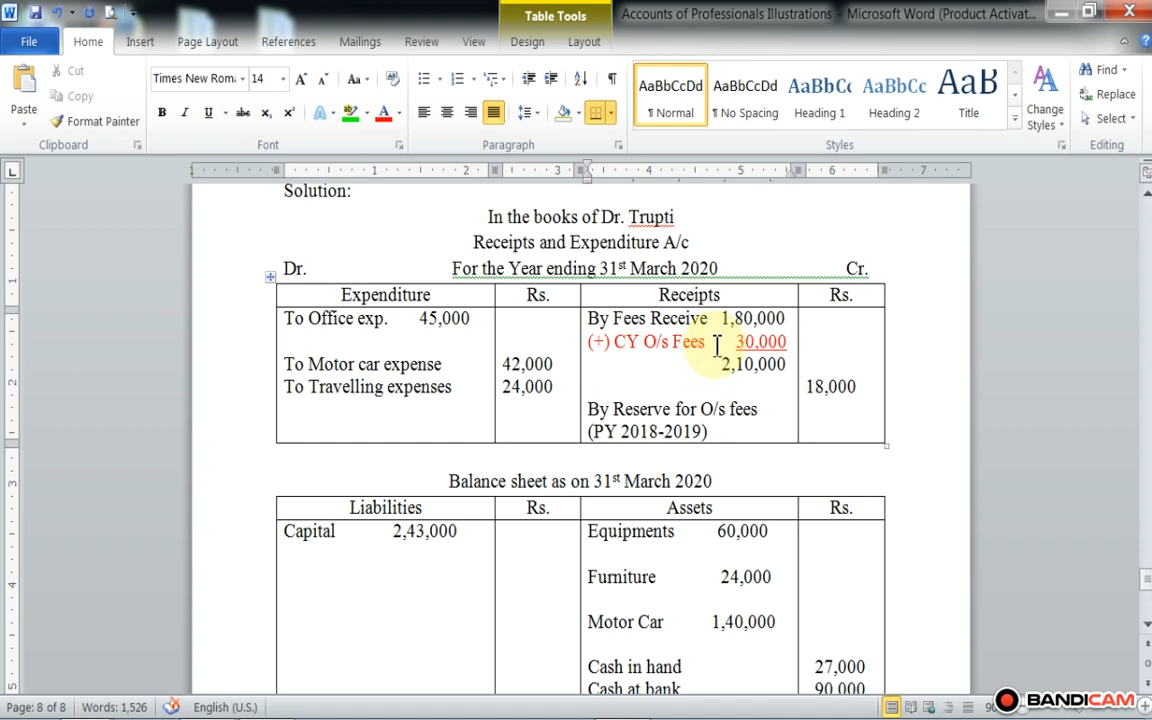 Table Tools
Accounts of Professionals Illustrations - Microsoft Word (Product Activat...
File Home Insert Page Layout References Mailings Review View Design Layout
Paste
Cut
Copy
Format Painter
Clipboard
Times New Rom 14
Font
Paragraph
AaBbCcDd AaBbCcDd AaBbCc AaBbCc AaB
¶ Normal ¶ No Spacing Heading 1 Heading 2 Title
Change
Styles
Styles
Find
Replace
Select
Editing
1 1 2 3 4 5 6 7
Solution:
In the books of Dr. Trupti
Receipts and Expenditure A/c
Dr. For the Year ending 31st March 2020 Cr.
Expenditure Rs. Receipts Rs.
To Office exp. 45,000 By Fees Receive 1,80,000
(+) CY O/s Fees 30,000
To Motor car expense 42,000 2,10,000
To Travelling expenses 24,000 18,000
By Reserve for O/s fees
(PY 2018-2019)
Balance sheet as on 31st March 2020
Liabilities Rs. Assets Rs.
Capital 2,43,000 Equipments 60,000
Furniture 24,000
Motor Car 1,40,000
Cash in hand 27,000
Cash at bank 90,000
Page: 8 of 8 Words: 1,526 English (U.S.)
BANDICAM